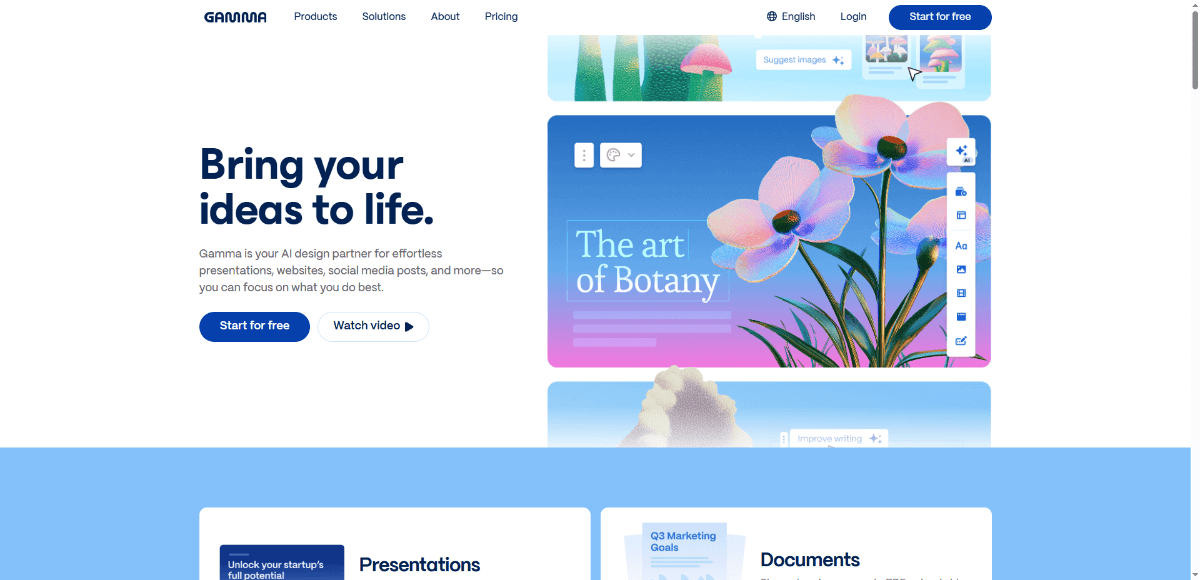 GAMMA Products Solutions About Pricing English Login Start for free
Suggest images
Bring your
ideas to life.
Gamma is your AI design partner for effortless
presentations, websites, social media posts, and more—so
you can focus on what you do best.
Start for free Watch video
AI
Aa
The art
of Botany
Improve writing
Unlock your startup's
full potential
Presentations
Q3 Marketing
Goals
Documents